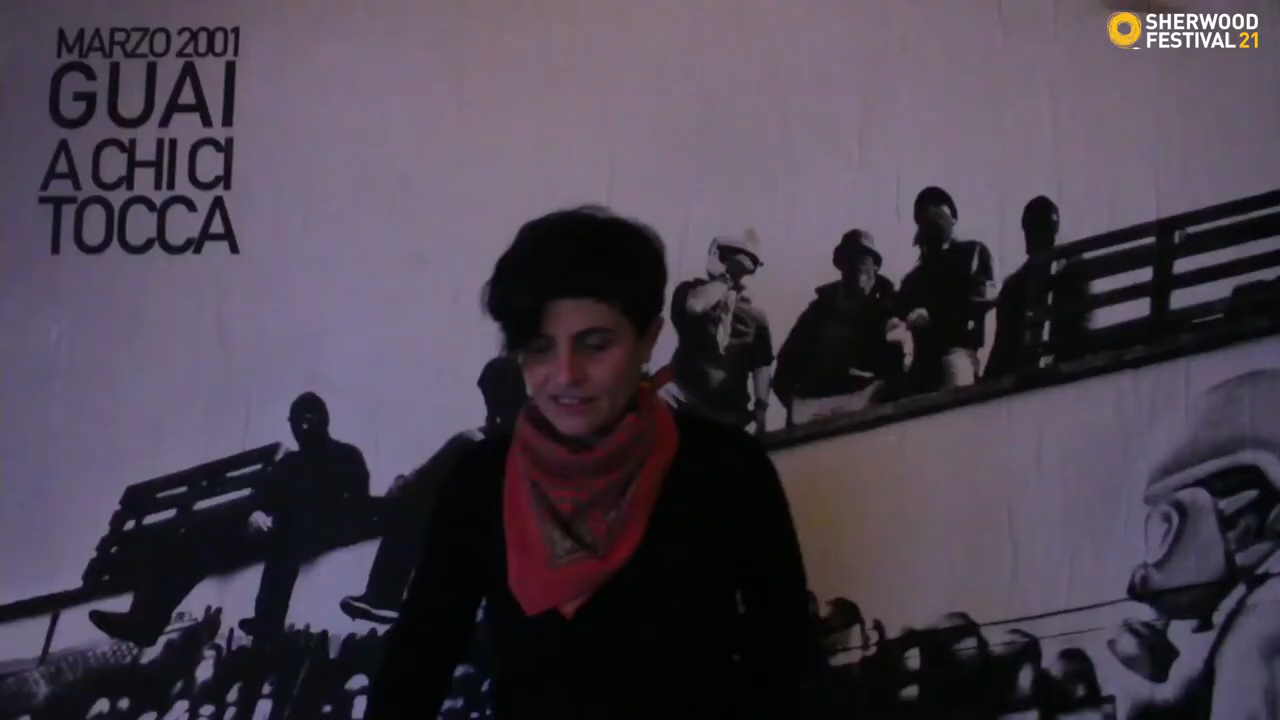 MARZO 2001
GUAI
A CHI CI
TOCCA
SHERWOOD
FESTIVAL 21